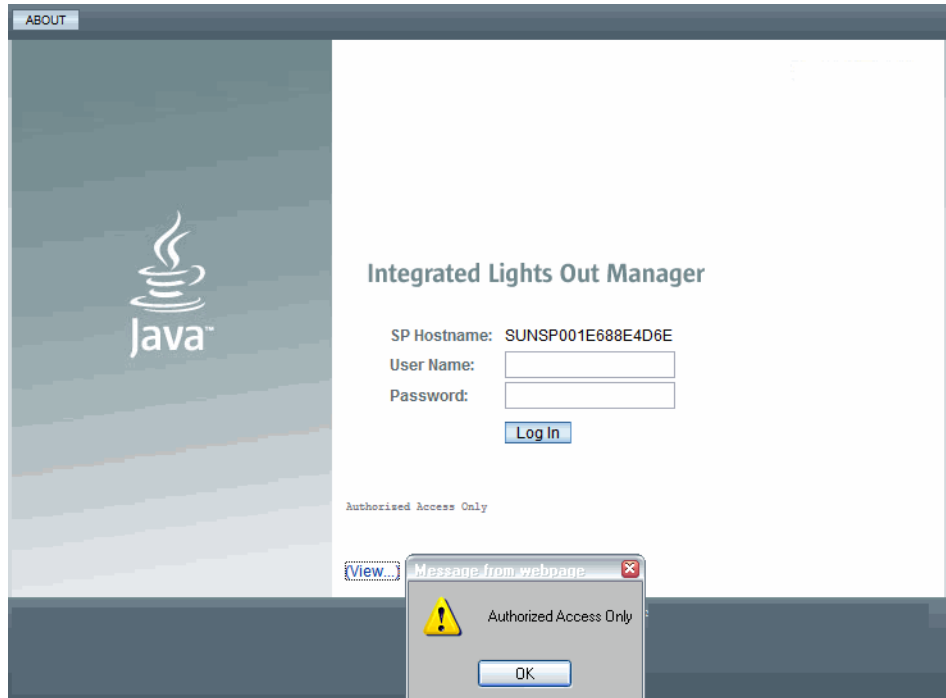 ABOUT
Java™
Integrated Lights Out Manager
SP Hostname: SUNSP001E688E4D6E
User Name:
Password:
Log In
Authorized Access Only
(View...)
Message from webpage
Authorized Access Only
OK